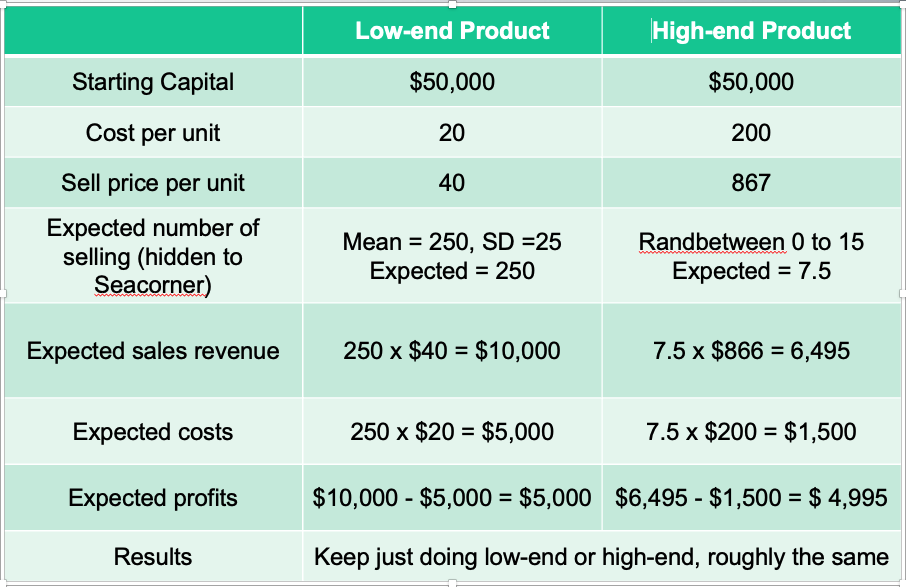 Low-end Product High-end Product
Starting Capital $50,000 $50,000
Cost per unit 20 200
Sell price per unit 40 867
Expected number of
selling (hidden to
Seacorner)
Mean = 250, SD =25
Expected = 250
Randbetween 0 to 15
Expected = 7.5
Expected sales revenue 250 x $40 = $10,000 7.5 x $866 = 6,495
Expected costs 250 x $20 = $5,000 7.5 x $200 = $1,500
Expected profits $10,000 - $5,000 = $5,000 $6,495 - $1,500 = $ 4,995
Results Keep just doing low-end or high-end, roughly the same